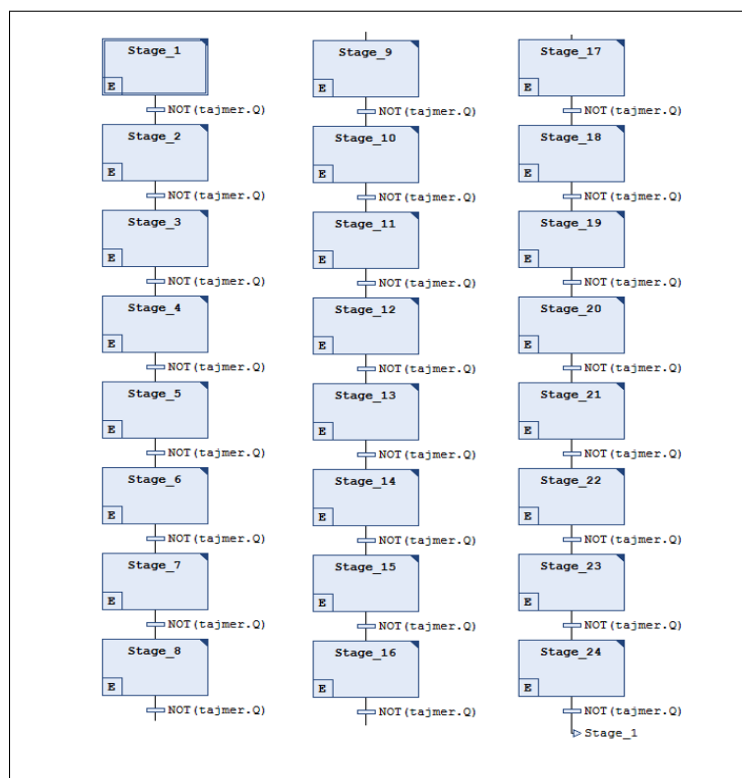 Stage_1
E
NOT(tajmer.Q)
Stage_2
E
NOT(tajmer.Q)
Stage_3
E
NOT(tajmer.Q)
Stage_4
E
NOT(tajmer.Q)
Stage_5
E
NOT(tajmer.Q)
Stage_6
E
NOT(tajmer.Q)
Stage_7
E
NOT(tajmer.Q)
Stage_8
E
NOT(tajmer.Q)
Stage_9
E
NOT(tajmer.Q)
Stage_10
E
NOT(tajmer.Q)
Stage_11
E
NOT(tajmer.Q)
Stage_12
E
NOT(tajmer.Q)
Stage_13
E
NOT(tajmer.Q)
Stage_14
E
NOT(tajmer.Q)
Stage_15
E
NOT(tajmer.Q)
Stage_16
E
NOT(tajmer.Q)
Stage_17
E
NOT(tajmer.Q)
Stage_18
E
NOT(tajmer.Q)
Stage_19
E
NOT(tajmer.Q)
Stage_20
E
NOT(tajmer.Q)
Stage_21
E
NOT(tajmer.Q)
Stage_22
E
NOT(tajmer.Q)
Stage_23
E
NOT(tajmer.Q)
Stage_24
E
NOT(tajmer.Q)
Stage_1